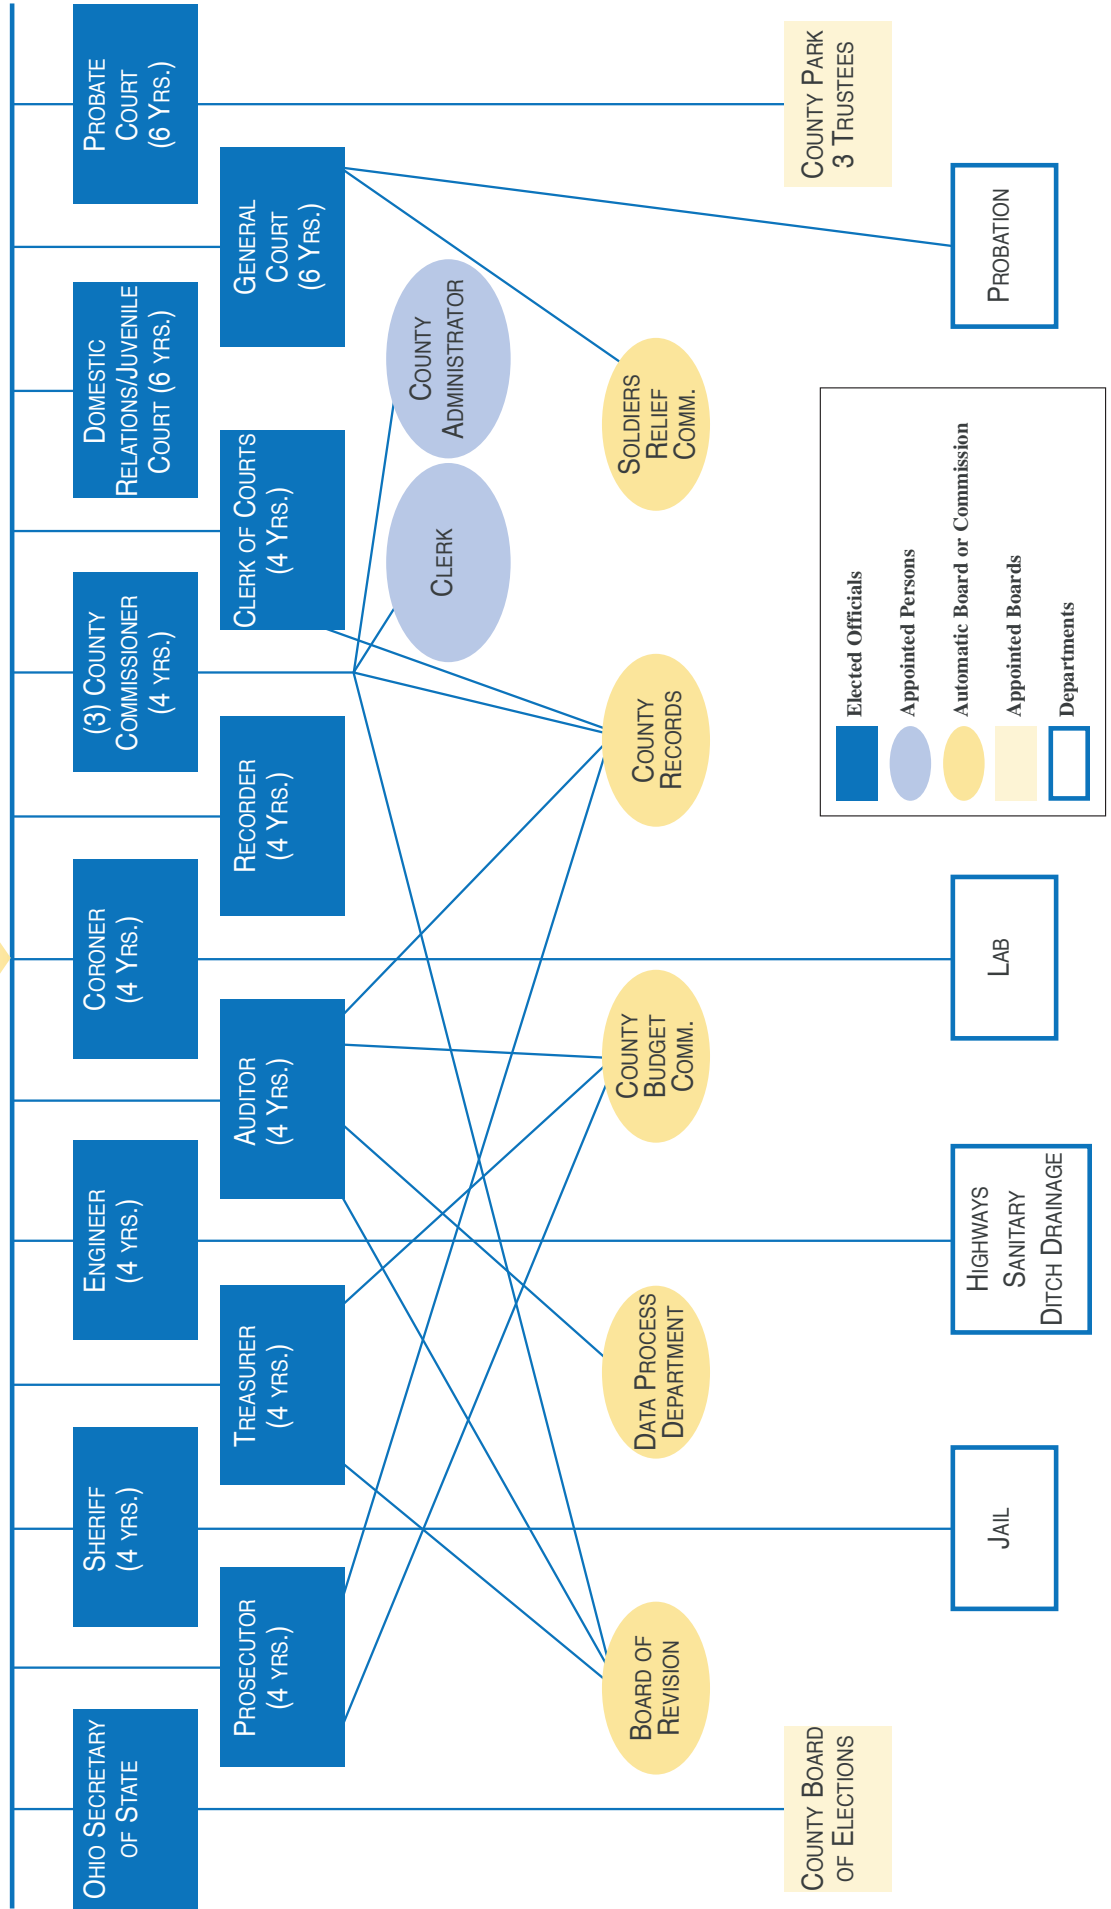 OHIO SECRETARY
OF STATE
SHERIFF
(4 YRS.)
ENGINEER
(4 YRS.)
CORONER
(4 YRS.)
(3) COUNTY
COMMISSIONER
(4 YRS.)
DOMESTIC
RELATIONS/JUVENILE
COURT (6 YRS.)
PROBATE
COURT
(6 YRS.)
PROSECUTOR
(4 YRS.)
TREASURER
(4 YRS.)
AUDITOR
(4 YRS.)
RECORDER
(4 YRS.)
CLERK OF COURTS
(4 YRS.)
GENERAL
COURT
(6 YRS.)
CLERK
COUNTY
ADMINISTRATOR
BOARD OF
REVISION
DATA PROCESS
DEPARTMENT
COUNTY
BUDGET
COMM.
COUNTY
RECORDS
SOLDIERS
RELIEF
COMM.
COUNTY BOARD
OF ELECTIONS
COUNTY PARK
3 TRUSTEES
JAIL
HIGHWAYS
SANITARY
DITCH DRAINAGE
LAB
PROBATION
Elected Officials
Appointed Persons
Automatic Board or Commission
Appointed Boards
Departments